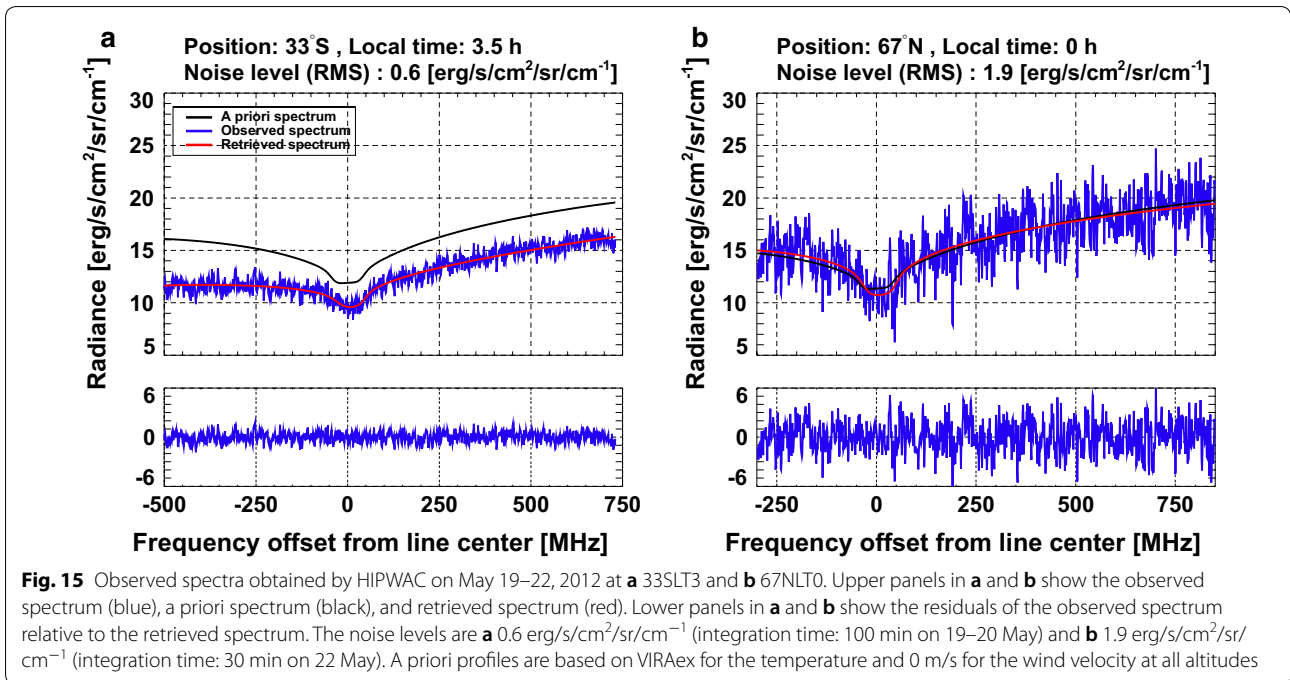 a
Position: 33°S , Local time: 3.5 h
Noise level (RMS) : 0.6 [erg/s/cm²/sr/cm⁻¹]
Radiance [erg/s/cm²/sr/cm⁻¹]
30
25
20
15
10
5
A priori spectrum
Observed spectrum
Retrieved spectrum
6
0
-6
-500 -250 0 250 500 750
Frequency offset from line center [MHz]
b
Position: 67°N , Local time: 0 h
Noise level (RMS) : 1.9 [erg/s/cm²/sr/cm⁻¹]
Radiance [erg/s/cm²/sr/cm⁻¹]
30
25
20
15
10
5
6
0
-6
-250 0 250 500 750
Frequency offset from line center [MHz]
Fig. 15 Observed spectra obtained by HIPWAC on May 19–22, 2012 at a 33SLT3 and b 67NLT0. Upper panels in a and b show the observed
spectrum (blue), a priori spectrum (black), and retrieved spectrum (red). Lower panels in a and b show the residuals of the observed spectrum
relative to the retrieved spectrum. The noise levels are a 0.6 erg/s/cm²/sr/cm⁻¹ (integration time: 100 min on 19–20 May) and b 1.9 erg/s/cm²/sr/
cm⁻¹ (integration time: 30 min on 22 May). A priori profiles are based on VIRAex for the temperature and 0 m/s for the wind velocity at all altitudes